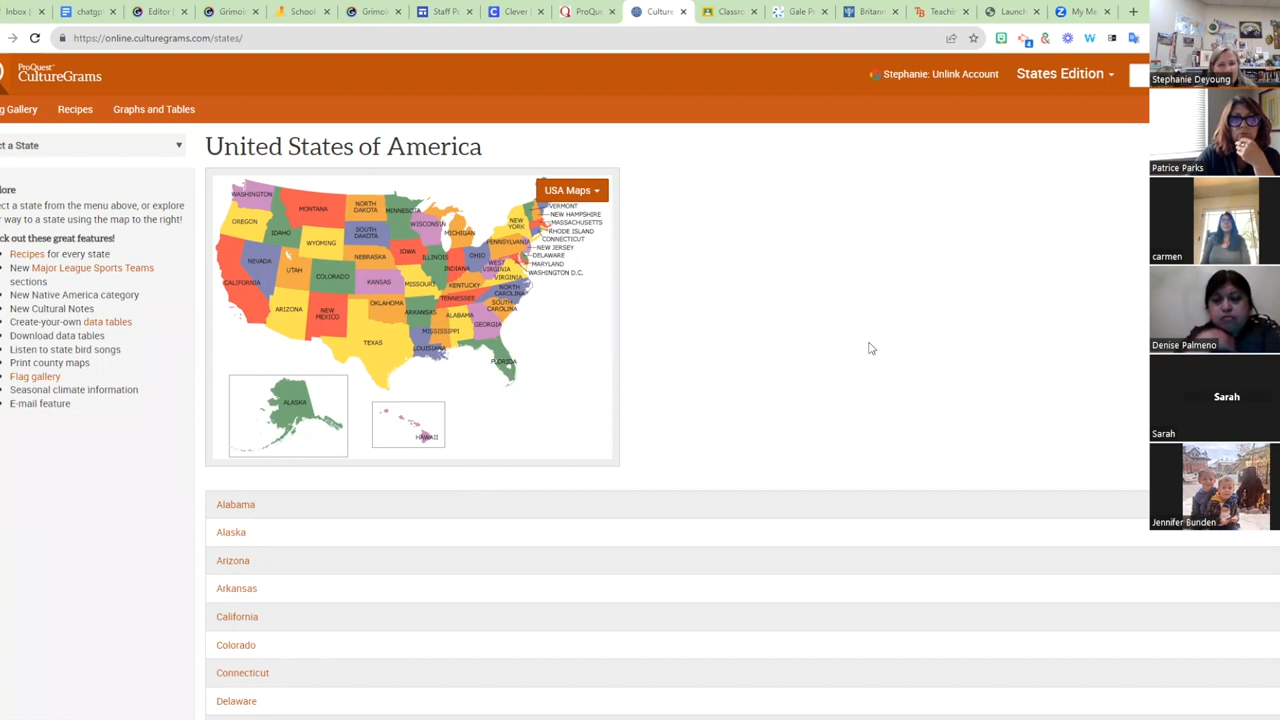 Inbox (
chatgp
Editor
Grimoi
Grimoi
School
Staff Po
Clever
ProQue
Culture
Classro
Gale Pr
Britann
Teachin
Launch
My Me
https://online.culturegrams.com/states/
ProQuest
CultureGrams
Stephanie: Unlink Account
States Edition
g Gallery
Recipes
Graphs and Tables
ct a State
United States of America
USA Maps
WASHINGTON
OREGON
CALIFORNIA
NEVADA
IDAHO
MONTANA
WYOMING
UTAH
COLORADO
ARIZONA
NEW MEXICO
NORTH DAKOTA
SOUTH DAKOTA
NEBRASKA
KANSAS
OKLAHOMA
TEXAS
MINNESOTA
IOWA
MISSOURI
ARKANSAS
LOUISIANA
WISCONSIN
ILLINOIS
MICHIGAN
INDIANA
OHIO
KENTUCKY
TENNESSEE
MISSISSIPPI
ALABAMA
GEORGIA
FLORIDA
SOUTH CAROLINA
NORTH CAROLINA
VIRGINIA
WEST VIRGINIA
PENNSYLVANIA
NEW YORK
VERMONT
NEW HAMPSHIRE
MASSACHUSETTS
RHODE ISLAND
CONNECTICUT
NEW JERSEY
DELAWARE
MARYLAND
WASHINGTON D.C.
ALASKA
HAWAII
lore
ect a state from the menu above, or explore
r way to a state using the map to the right!
ck out these great features!
Recipes for every state
New Major League Sports Teams
sections
New Native America category
New Cultural Notes
Create-your-own data tables
Download data tables
Listen to state bird songs
Print county maps
Flag gallery
Seasonal climate information
E-mail feature
Alabama
Alaska
Arizona
Arkansas
California
Colorado
Connecticut
Delaware
Stephanie Deyoung
Patrice Parks
carmen
Denise Palmeno
Sarah
Sarah
Jennifer Bunden